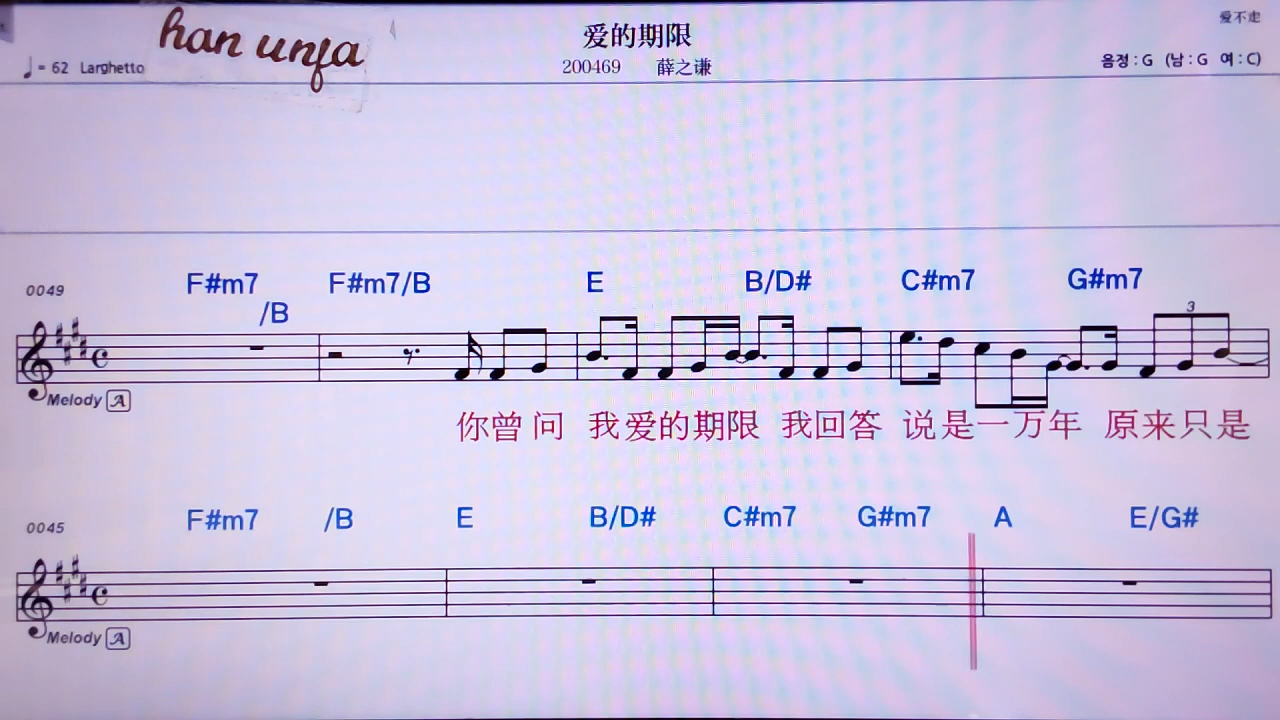 爱不走
han unfa
爱的期限
♩= 62 Larghetto
200469 薛之谦
음정 : G (남 : G 여 : C)
F#m7 F#m7/B E B/D# C#m7 G#m7
0049
/B
3
Melody A
你曾问 我爱的期限 我回答 说是一万年 原来只是
F#m7 /B E B/D# C#m7 G#m7 A E/G#
0045
Melody A